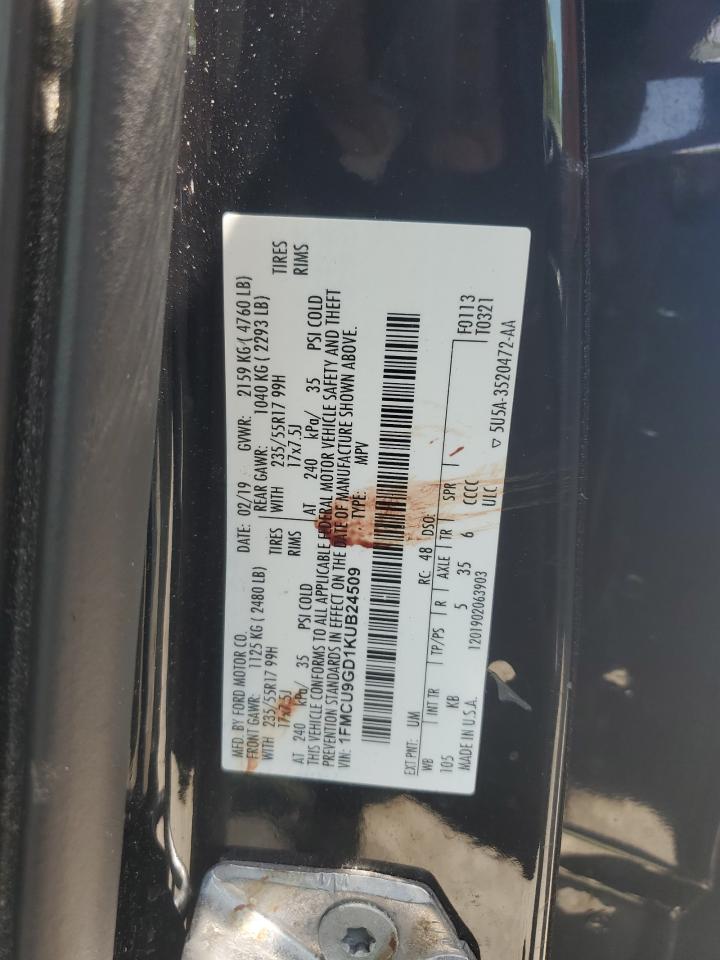 MFD. BY FORD MOTOR CO. DATE: 02/19 GVWR: 2159 KG ( 4760 LB)
FRONT GAWR: 1125 KG ( 2480 LB) REAR GAWR: 1040 KG ( 2293 LB)
WITH 235/55R17 99H TIRES WITH 235/55R17 99H TIRES
17x7.5J RIMS 17x7.5J RIMS
AT 240 kPa/ 35 PSI COLD AT 240 kPa/ 35 PSI COLD
THIS VEHICLE CONFORMS TO ALL APPLICABLE FEDERAL MOTOR VEHICLE SAFETY AND THEFT
PREVENTION STANDARDS IN EFFECT ON THE DATE OF MANUFACTURE SHOWN ABOVE.
VIN: 1FMCU9GD1KUB24509 TYPE: MPV
EXT PNT: UM RC: 48 DSO: F0113
WB INT TR TP/PS R AXLE TR SPR T0321
105 KB 5 35 6 CCCC
MADE IN U.S.A. 1201902063903 ULC ▽ 5U5A-3520472-AA